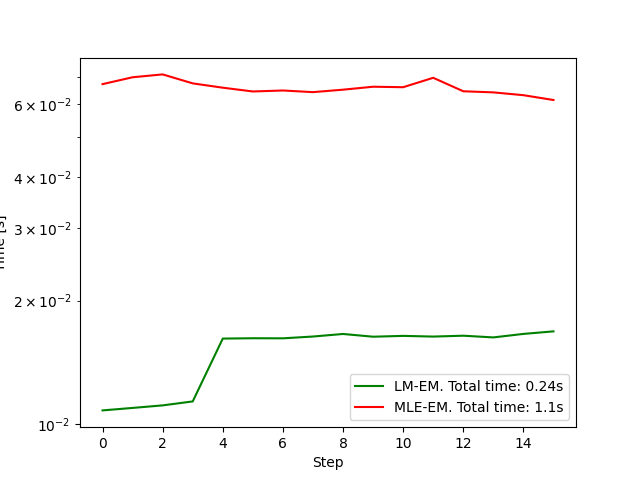 6 × 10⁻²
4 × 10⁻²
3 × 10⁻²
2 × 10⁻²
10⁻²
0 2 4 6 8 10 12 14
Step
LM-EM. Total time: 0.24s
MLE-EM. Total time: 1.1s